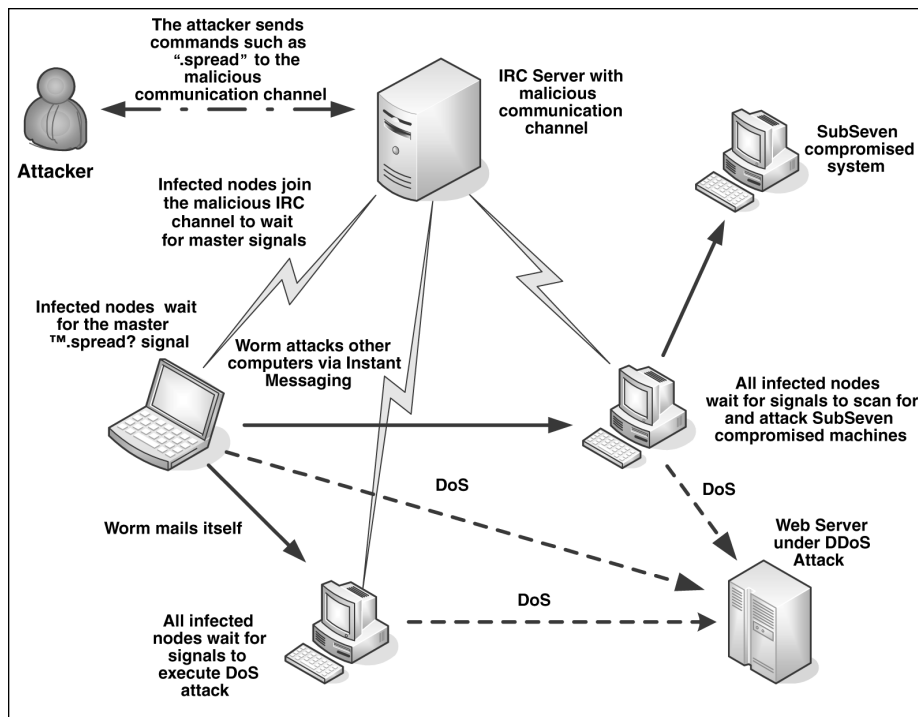 The attacker sends
commands such as
“.spread” to the
malicious
communication channel
Attacker
IRC Server with
malicious
communication
channel
SubSeven
compromised
system
Infected nodes join
the malicious IRC
channel to wait
for master signals
Infected nodes wait
for the master
™.spread? signal
Worm attacks other
computers via Instant
Messaging
All infected nodes
wait for signals to scan for
and attack SubSeven
compromised machines
DoS
DoS
Worm mails itself
Web Server
under DDoS
Attack
DoS
All infected
nodes wait for
signals to
execute DoS
attack